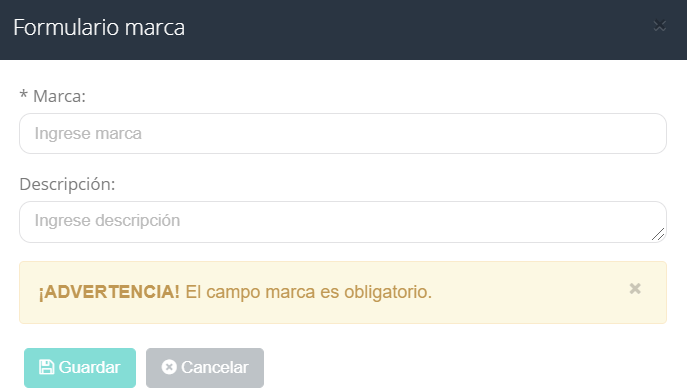 Formulario marca
* Marca:
Ingrese marca
Descripción:
Ingrese descripción
¡ADVERTENCIA! El campo marca es obligatorio.
Guardar Cancelar